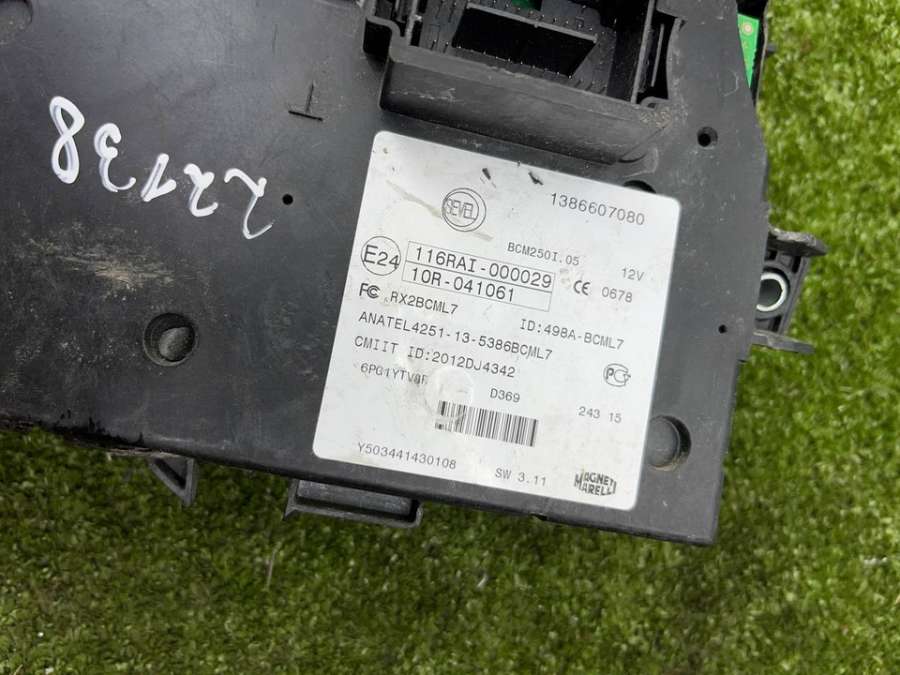 22138
SEVEL
1386607080
BCM250I.05 12V
E24 116RAI-000029 CE 0678
10R-041061
FC RX2BCML7 ID:498A-BCML7
ANATEL4251-13-5386BCML7
CMIIT ID:2012DJ4342
D369 243 15
Y503441430108 SW 3.11
MAGNETI
MARELLI